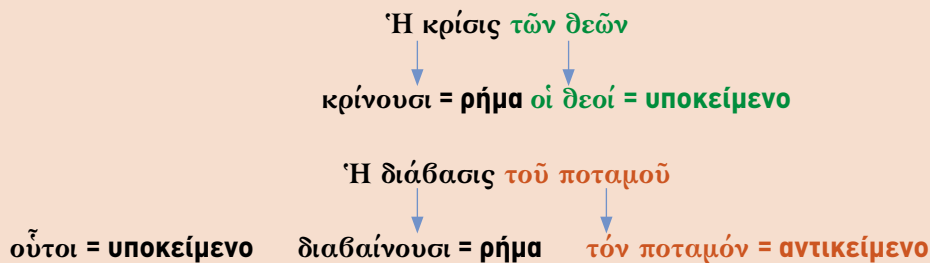 Ἡ κρίσις τῶν θεῶν
κρίνουσι = ρήμα οἱ θεοί = υποκείμενο
Ἡ διάβασις τοῦ ποταμοῦ
οὗτοι = υποκείμενο διαβαίνουσι = ρήμα τόν ποταμόν = αντικείμενο